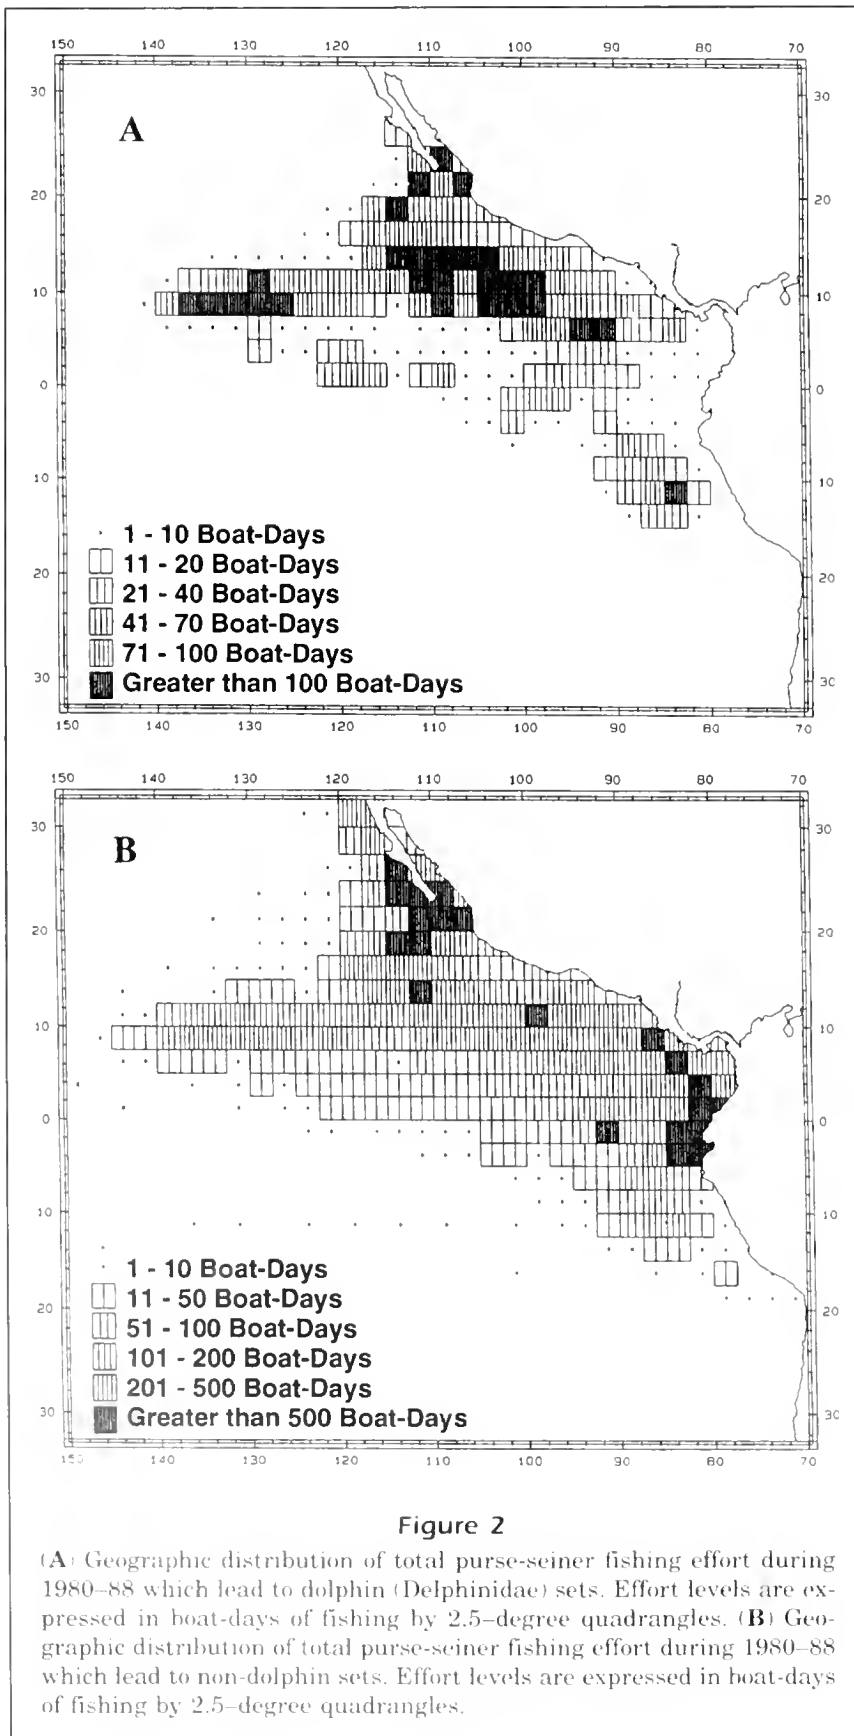 150 140 130 120 110 100 90 80 70
30 30
A
20 20
10 10
0 0
10 10
20 20
30 30
· 1 - 10 Boat-Days
11 - 20 Boat-Days
21 - 40 Boat-Days
41 - 70 Boat-Days
71 - 100 Boat-Days
Greater than 100 Boat-Days
150 140 130 120 110 100 90 80 70
150 140 130 120 110 100 90 80 70
30 30
B
20 20
10 10
0 0
10 10
20 20
30
· 1 - 10 Boat-Days
11 - 50 Boat-Days
51 - 100 Boat-Days
101 - 200 Boat-Days
201 - 500 Boat-Days
Greater than 500 Boat-Days
140 130 120 110 100 90 80 70
Figure 2
(A) Geographic distribution of total purse-seiner fishing effort during
1980–88 which lead to dolphin (Delphinidae) sets. Effort levels are ex-
pressed in boat-days of fishing by 2.5–degree quadrangles. (B) Geo-
graphic distribution of total purse-seiner fishing effort during 1980–88
which lead to non-dolphin sets. Effort levels are expressed in boat-days
of fishing by 2.5–degree quadrangles.